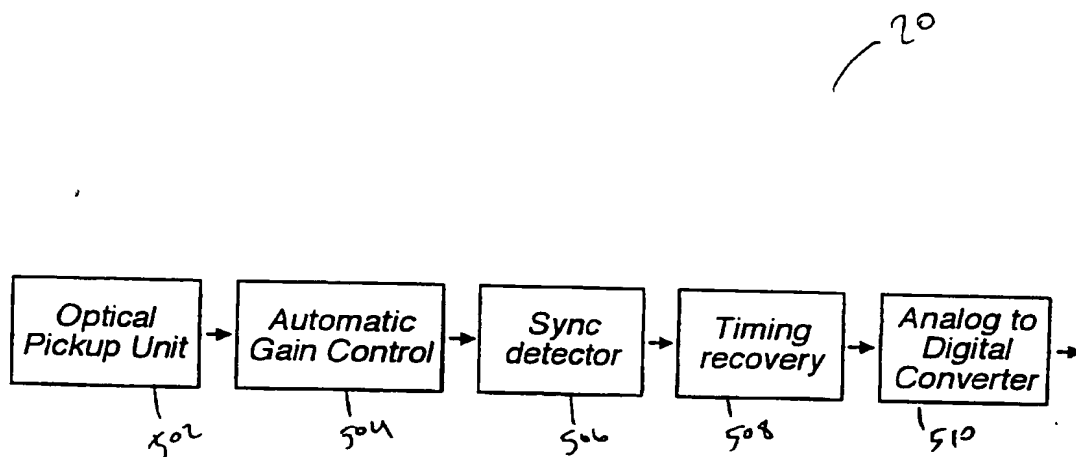 20
Optical
Pickup Unit
Automatic
Gain Control
Sync
detector
Timing
recovery
Analog to
Digital
Converter
502
504
506
508
510